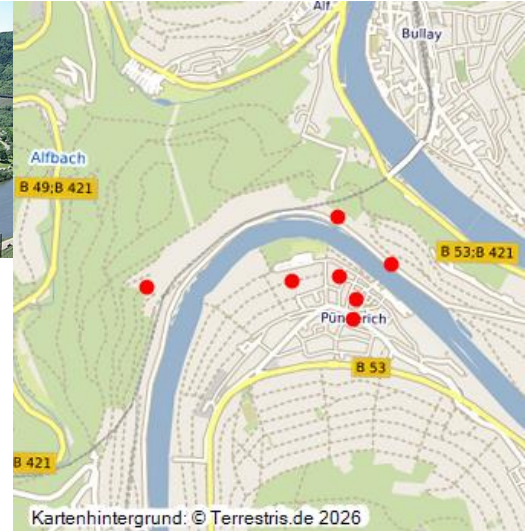 Alf
Bullay
Alfbach
B 49;B 421
B 53;B 421
Pünderich
B 53
B 421
Kartenhintergrund: © Terrestris.de 2026